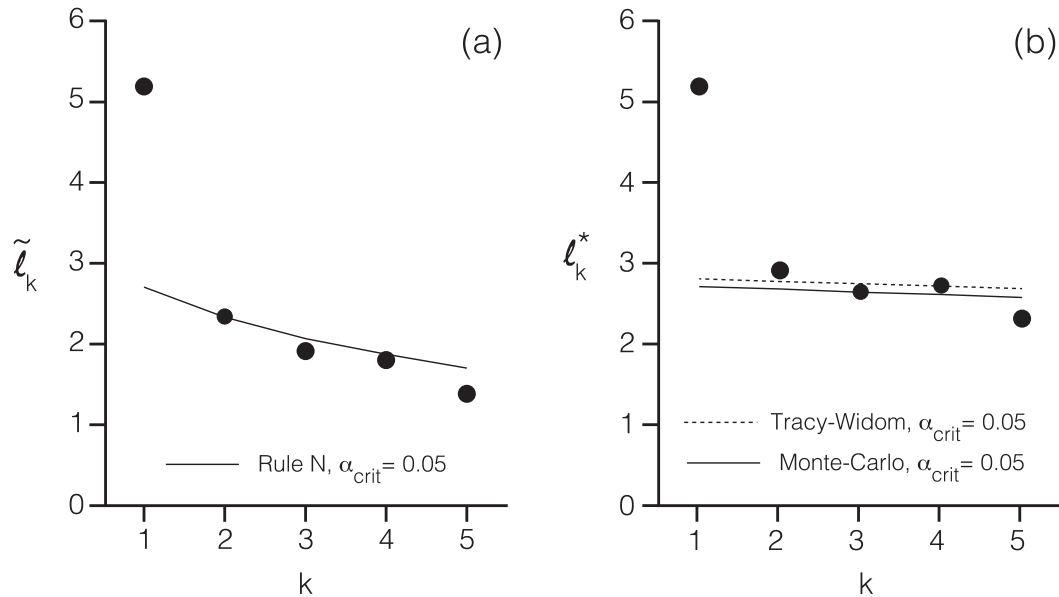 (a)
6
5
4
3
2
1
0
ℓ̃k
Rule N, αcrit= 0.05
1 2 3 4 5
k
(b)
6
5
4
3
2
1
0
ℓ*k
Tracy-Widom, αcrit= 0.05
Monte-Carlo, αcrit= 0.05
1 2 3 4 5
k